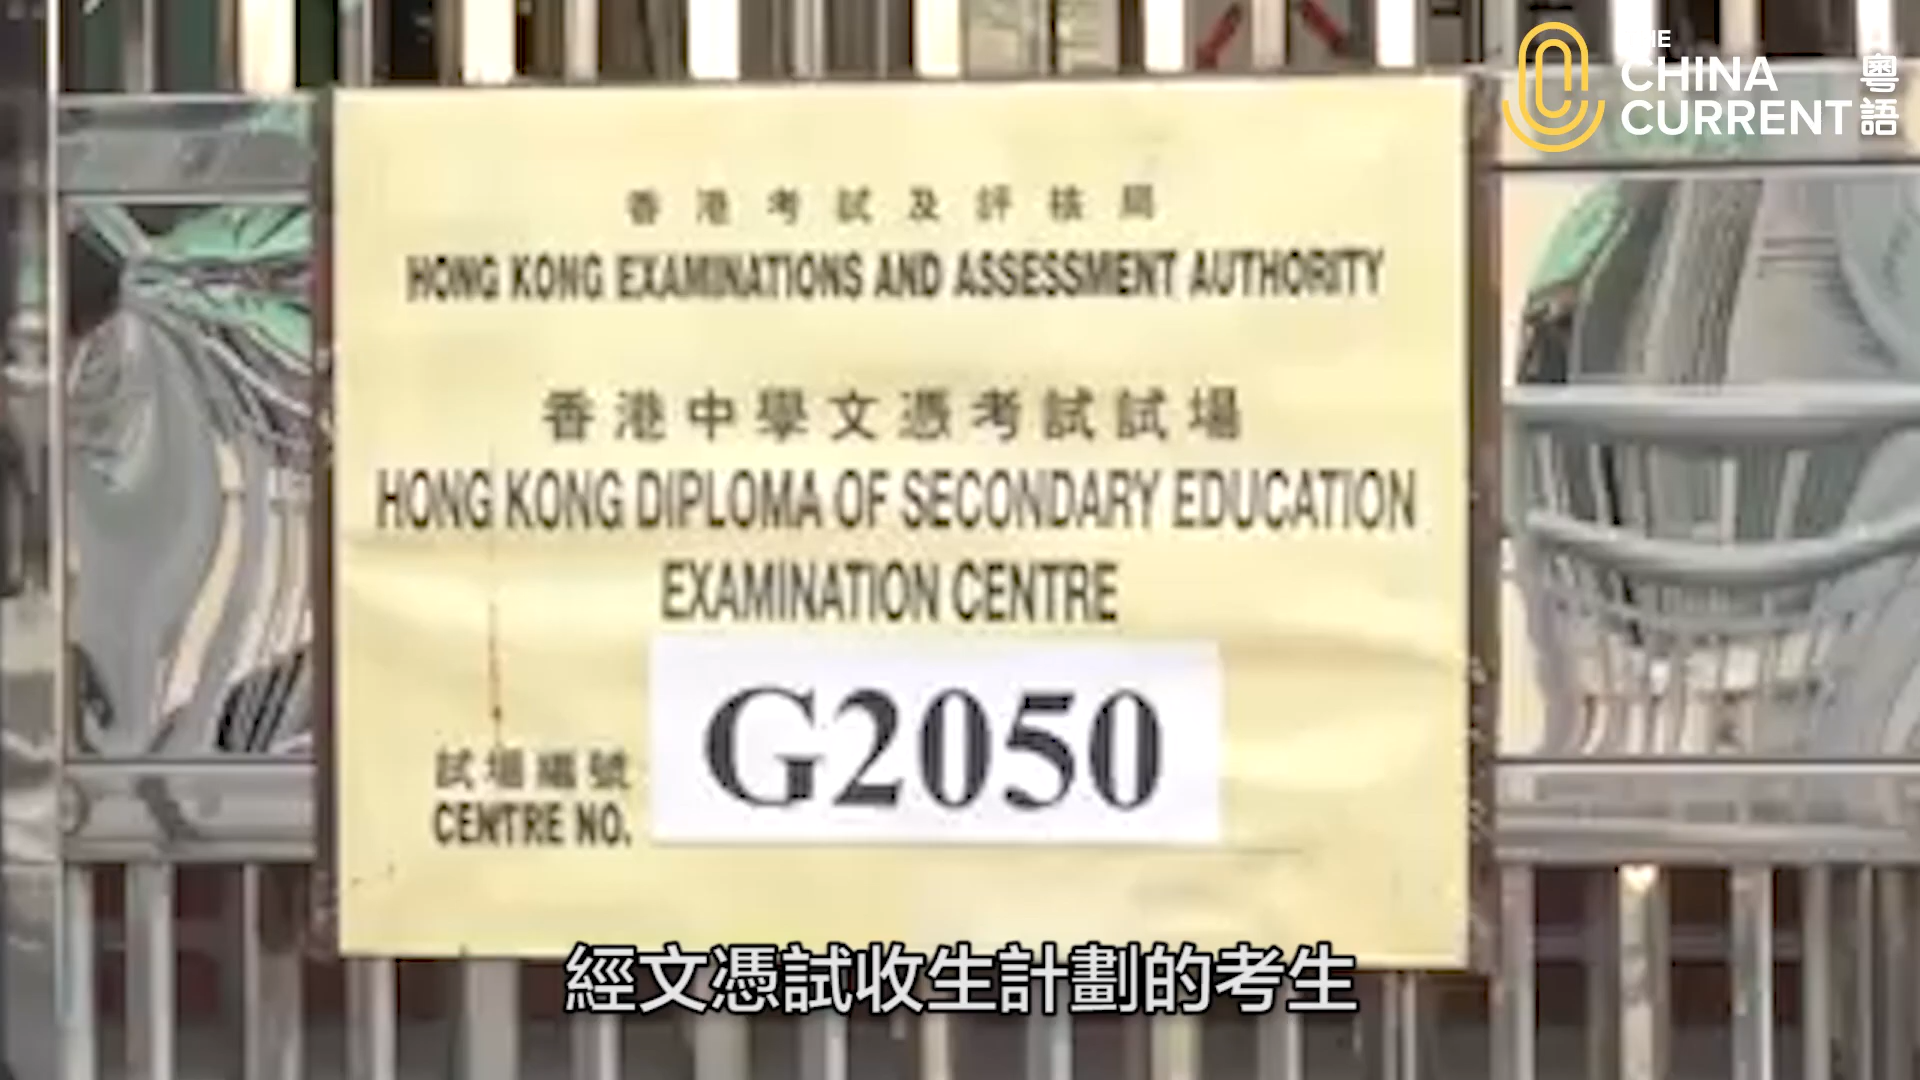 THE
CHINA
CURRENT
粵語
香港考試及評核局
HONG KONG EXAMINATIONS AND ASSESSMENT AUTHORITY
香港中學文憑考試試場
HONG KONG DIPLOMA OF SECONDARY EDUCATION
EXAMINATION CENTRE
試場編號
CENTRE NO.
G2050
經文憑試收生計劃的考生